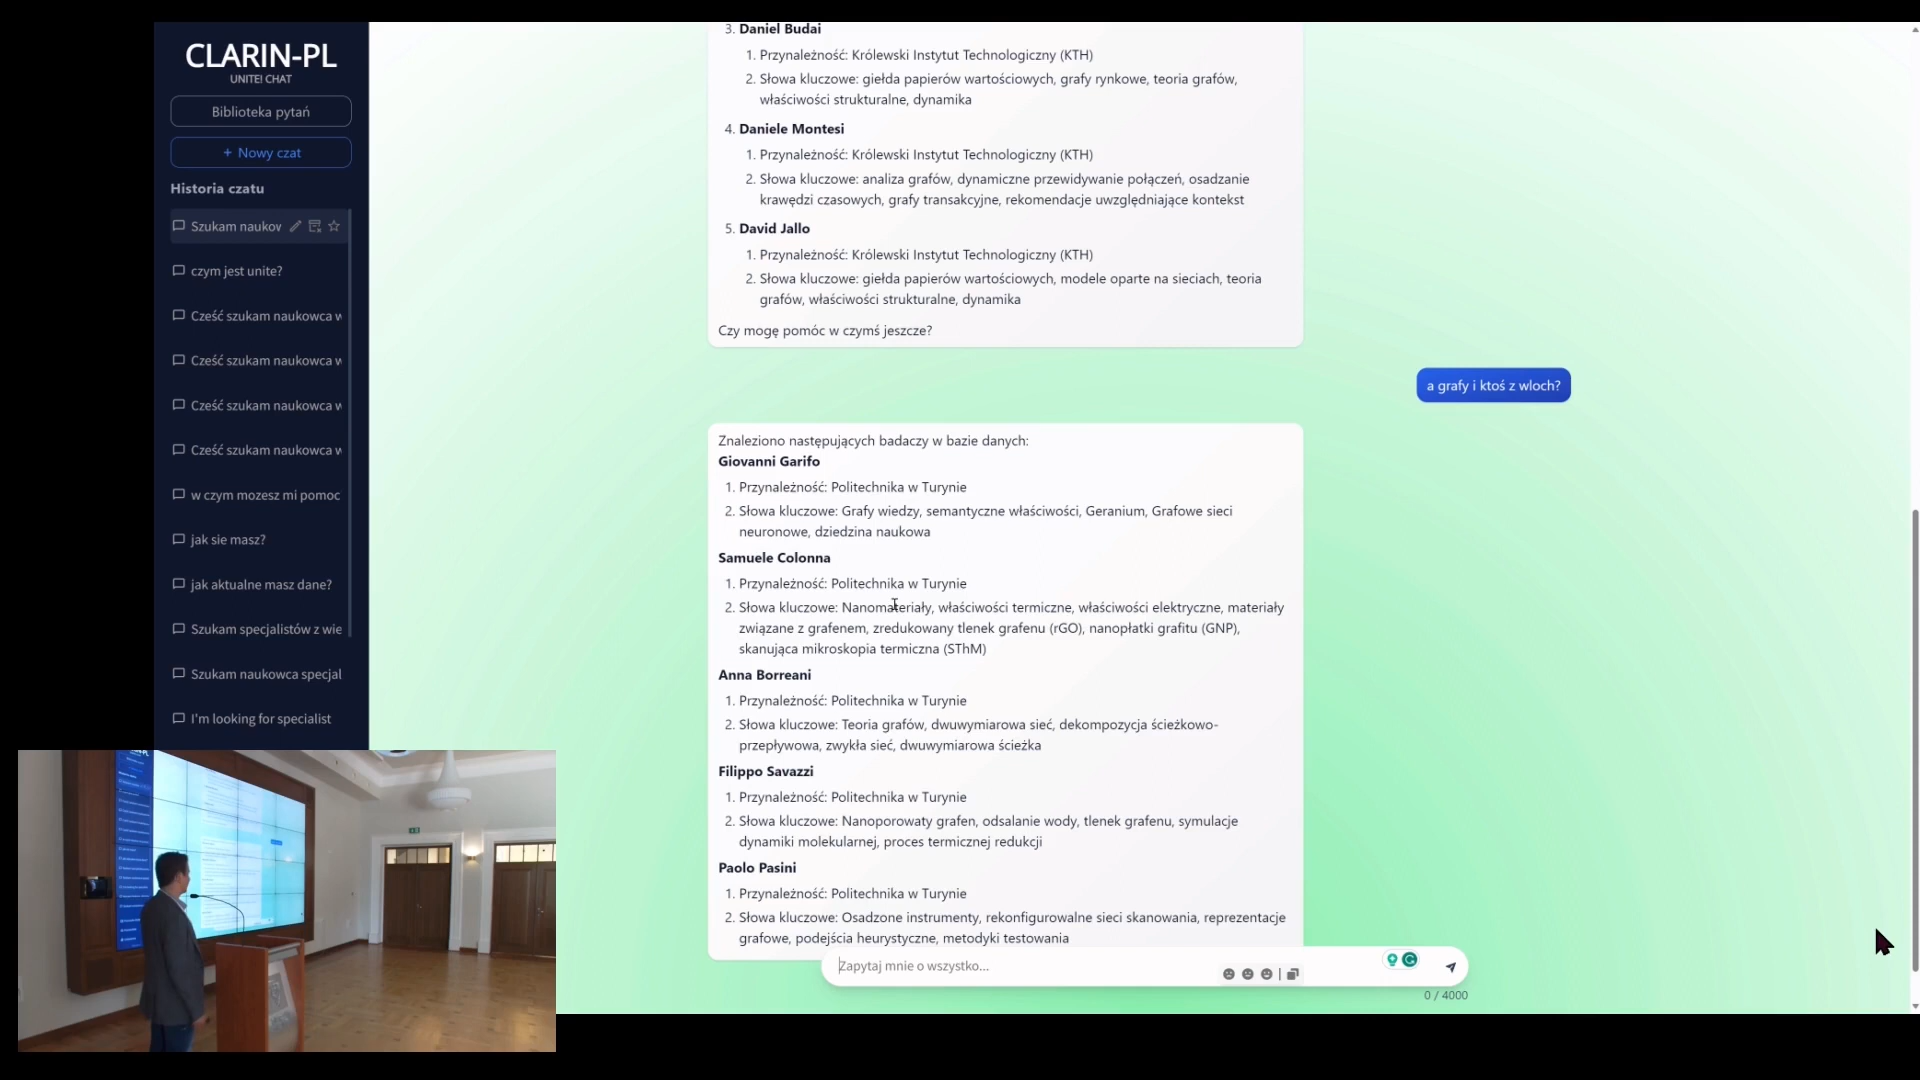 CLARIN-PL
UNITE! CHAT
Biblioteka pytań
+ Nowy czat
Historia czatu
Szukam naukow
czym jest unite?
Cześć szukam naukowca w
Cześć szukam naukowca w
Cześć szukam naukowca w
Cześć szukam naukowca w
w czym mozesz mi pomoc
jak sie masz?
jak aktualne masz dane?
Szukam specjalistów z wie
Szukam naukowca specjal
I'm looking for specialist
3. Daniel Budai
1. Przynależność: Królewski Instytut Technologiczny (KTH)
2. Słowa kluczowe: giełda papierów wartościowych, grafy rynkowe, teoria grafów,
właściwości strukturalne, dynamika
4. Daniele Montesi
1. Przynależność: Królewski Instytut Technologiczny (KTH)
2. Słowa kluczowe: analiza grafów, dynamiczne przewidywanie połączeń, osadzanie
krawędzi czasowych, grafy transakcyjne, rekomendacje uwzględniające kontekst
5. David Jallo
1. Przynależność: Królewski Instytut Technologiczny (KTH)
2. Słowa kluczowe: giełda papierów wartościowych, modele oparte na sieciach, teoria
grafów, właściwości strukturalne, dynamika
Czy mogę pomóc w czymś jeszcze?
a grafy i ktoś z wloch?
Znaleziono następujących badaczy w bazie danych:
Giovanni Garifo
1. Przynależność: Politechnika w Turynie
2. Słowa kluczowe: Grafy wiedzy, semantyczne właściwości, Geranium, Grafowe sieci
neuronowe, dziedzina naukowa
Samuele Colonna
1. Przynależność: Politechnika w Turynie
2. Słowa kluczowe: Nanomateriały, właściwości termiczne, właściwości elektryczne, materiały
związane z grafenem, zredukowany tlenek grafenu (rGO), nanopłatki grafitu (GNP),
skanująca mikroskopia termiczna (SThM)
Anna Borreani
1. Przynależność: Politechnika w Turynie
2. Słowa kluczowe: Teoria grafów, dwuwymiarowa sieć, dekompozycja ścieżkowo-
przepływowa, zwykła sieć, dwuwymiarowa ścieżka
Filippo Savazzi
1. Przynależność: Politechnika w Turynie
2. Słowa kluczowe: Nanoporowaty grafen, odsalanie wody, tlenek grafenu, symulacje
dynamiki molekularnej, proces termicznej redukcji
Paolo Pasini
1. Przynależność: Politechnika w Turynie
2. Słowa kluczowe: Osadzone instrumenty, rekonfigurowalne sieci skanowania, reprezentacje
grafowe, podejścia heurystyczne, metodyki testowania
Zapytaj mnie o wszystko...
0 / 4000